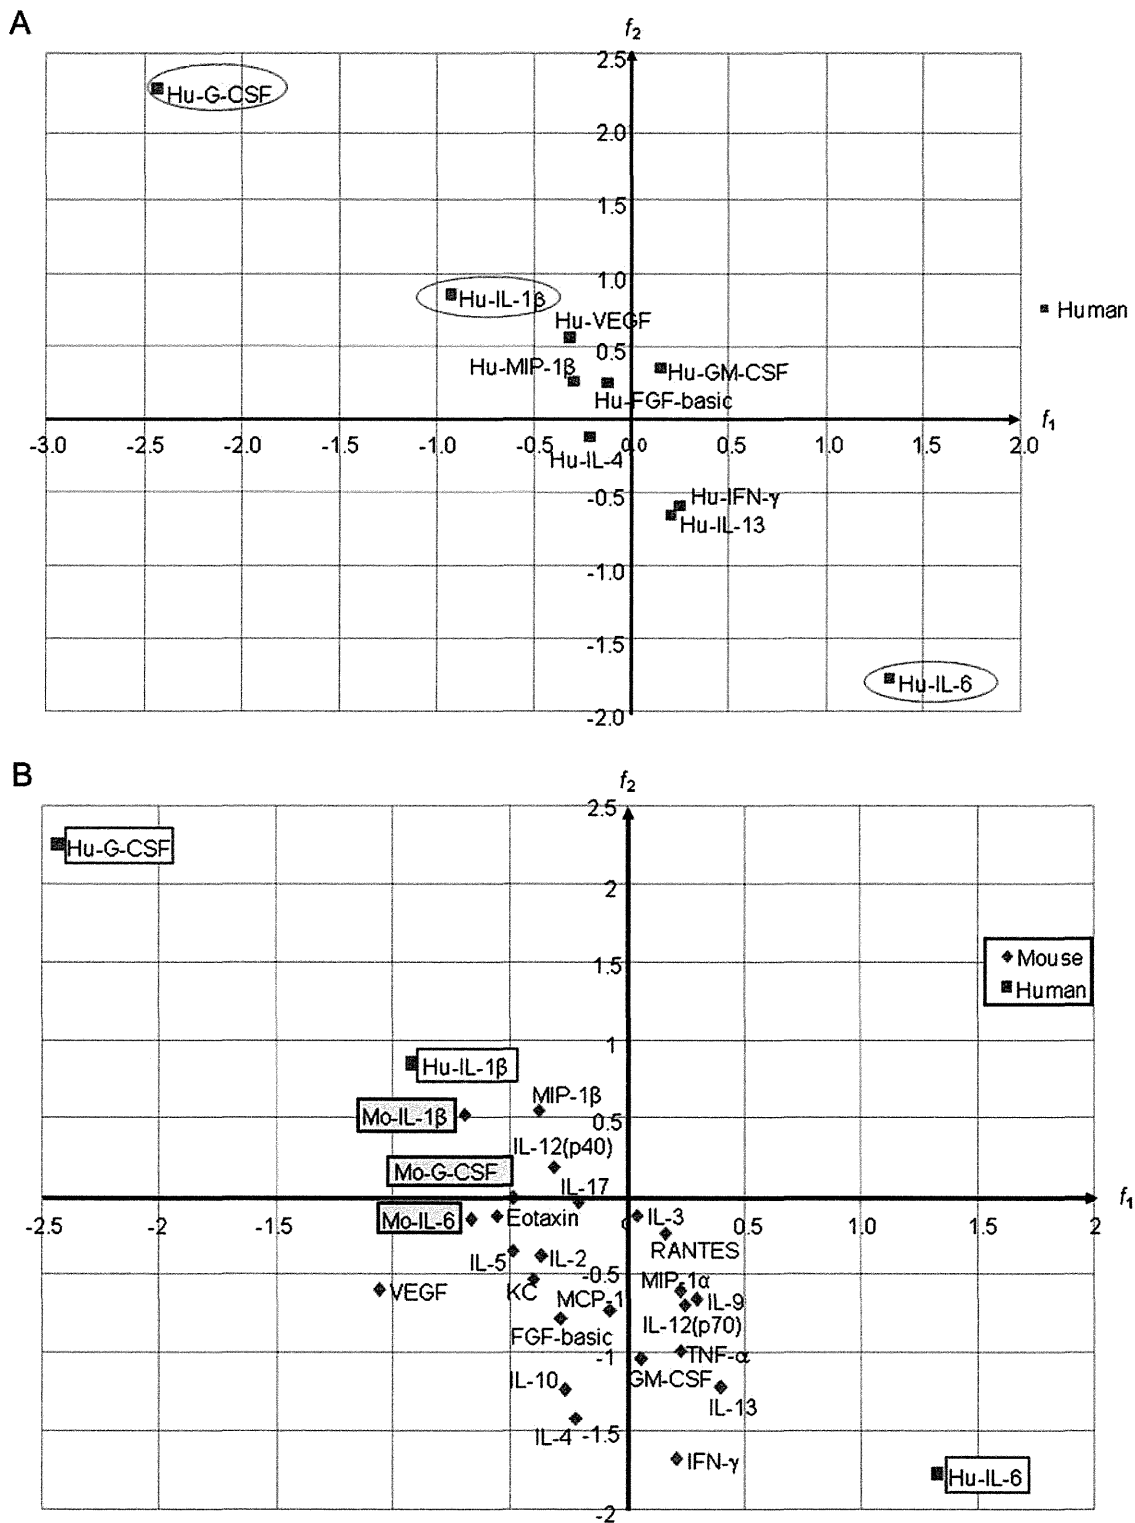 A
f2
2.5
Hu-G-CSF
2.0
1.5
1.0
Hu-IL-1β
Human
Hu-VEGF
0.5
Hu-MIP-1β
Hu-GM-CSF
Hu-FGF-basic
f1
-3.0 -2.5 -2.0 -1.5 -1.0 -0.5 0.0 0.5 1.0 1.5 2.0
Hu-IL-4
-0.5
Hu-IFN-γ
Hu-IL-13
-1.0
-1.5
Hu-IL-6
-2.0
B
f2
2.5
Hu-G-CSF
2
Mouse
1.5
Human
1
Hu-IL-1β
MIP-1β
Mo-IL-1β
0.5
IL-12(p40)
Mo-G-CSF
IL-17
f1
Mo-IL-6
Eotaxin
IL-3
-2.5 -2 -1.5 -1 -0.5 0 0.5 1.0 1.5 2
RANTES
IL-5
IL-2
-0.5
MIP-1α
VEGF
KC
MCP-1
IL-9
IL-12(p70)
FGF-basic
-1
TNF-α
GM-CSF
IL-10
IL-13
IL-4
-1.5
IFN-γ
Hu-IL-6
-2